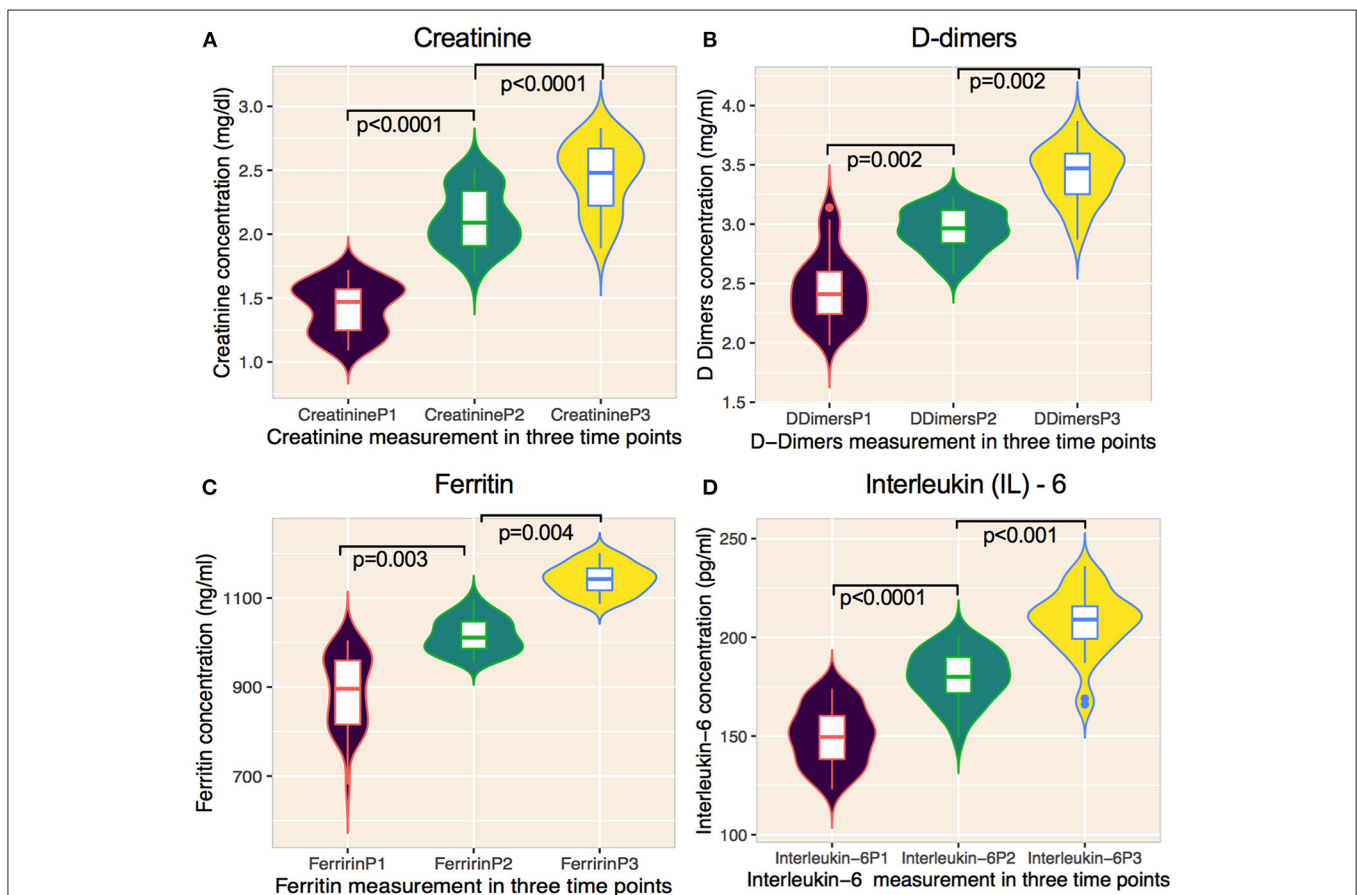 A
Creatinine
Creatinine concentration (mg/dl)
3.0
2.5
2.0
1.5
1.0
p<0.0001
p<0.0001
CreatinineP1 CreatinineP2 CreatinineP3
Creatinine measurement in three time points
B
D-dimers
D Dimers concentration (mg/ml)
4.0
3.5
3.0
2.5
2.0
1.5
p=0.002
p=0.002
DDimersP1 DDimersP2 DDimersP3
D−Dimers measurement in three time points
C
Ferritin
Ferritin concentration (ng/ml)
1100
900
700
p=0.003
p=0.004
FerririnP1 FerririnP2 FerririnP3
Ferritin measurement in three time points
D
Interleukin (IL) - 6
Interleukin−6 concentration (pg/ml)
250
200
150
100
p<0.0001
p<0.001
Interleukin−6P1 Interleukin−6P2 Interleukin−6P3
Interleukin−6 measurement in three time points